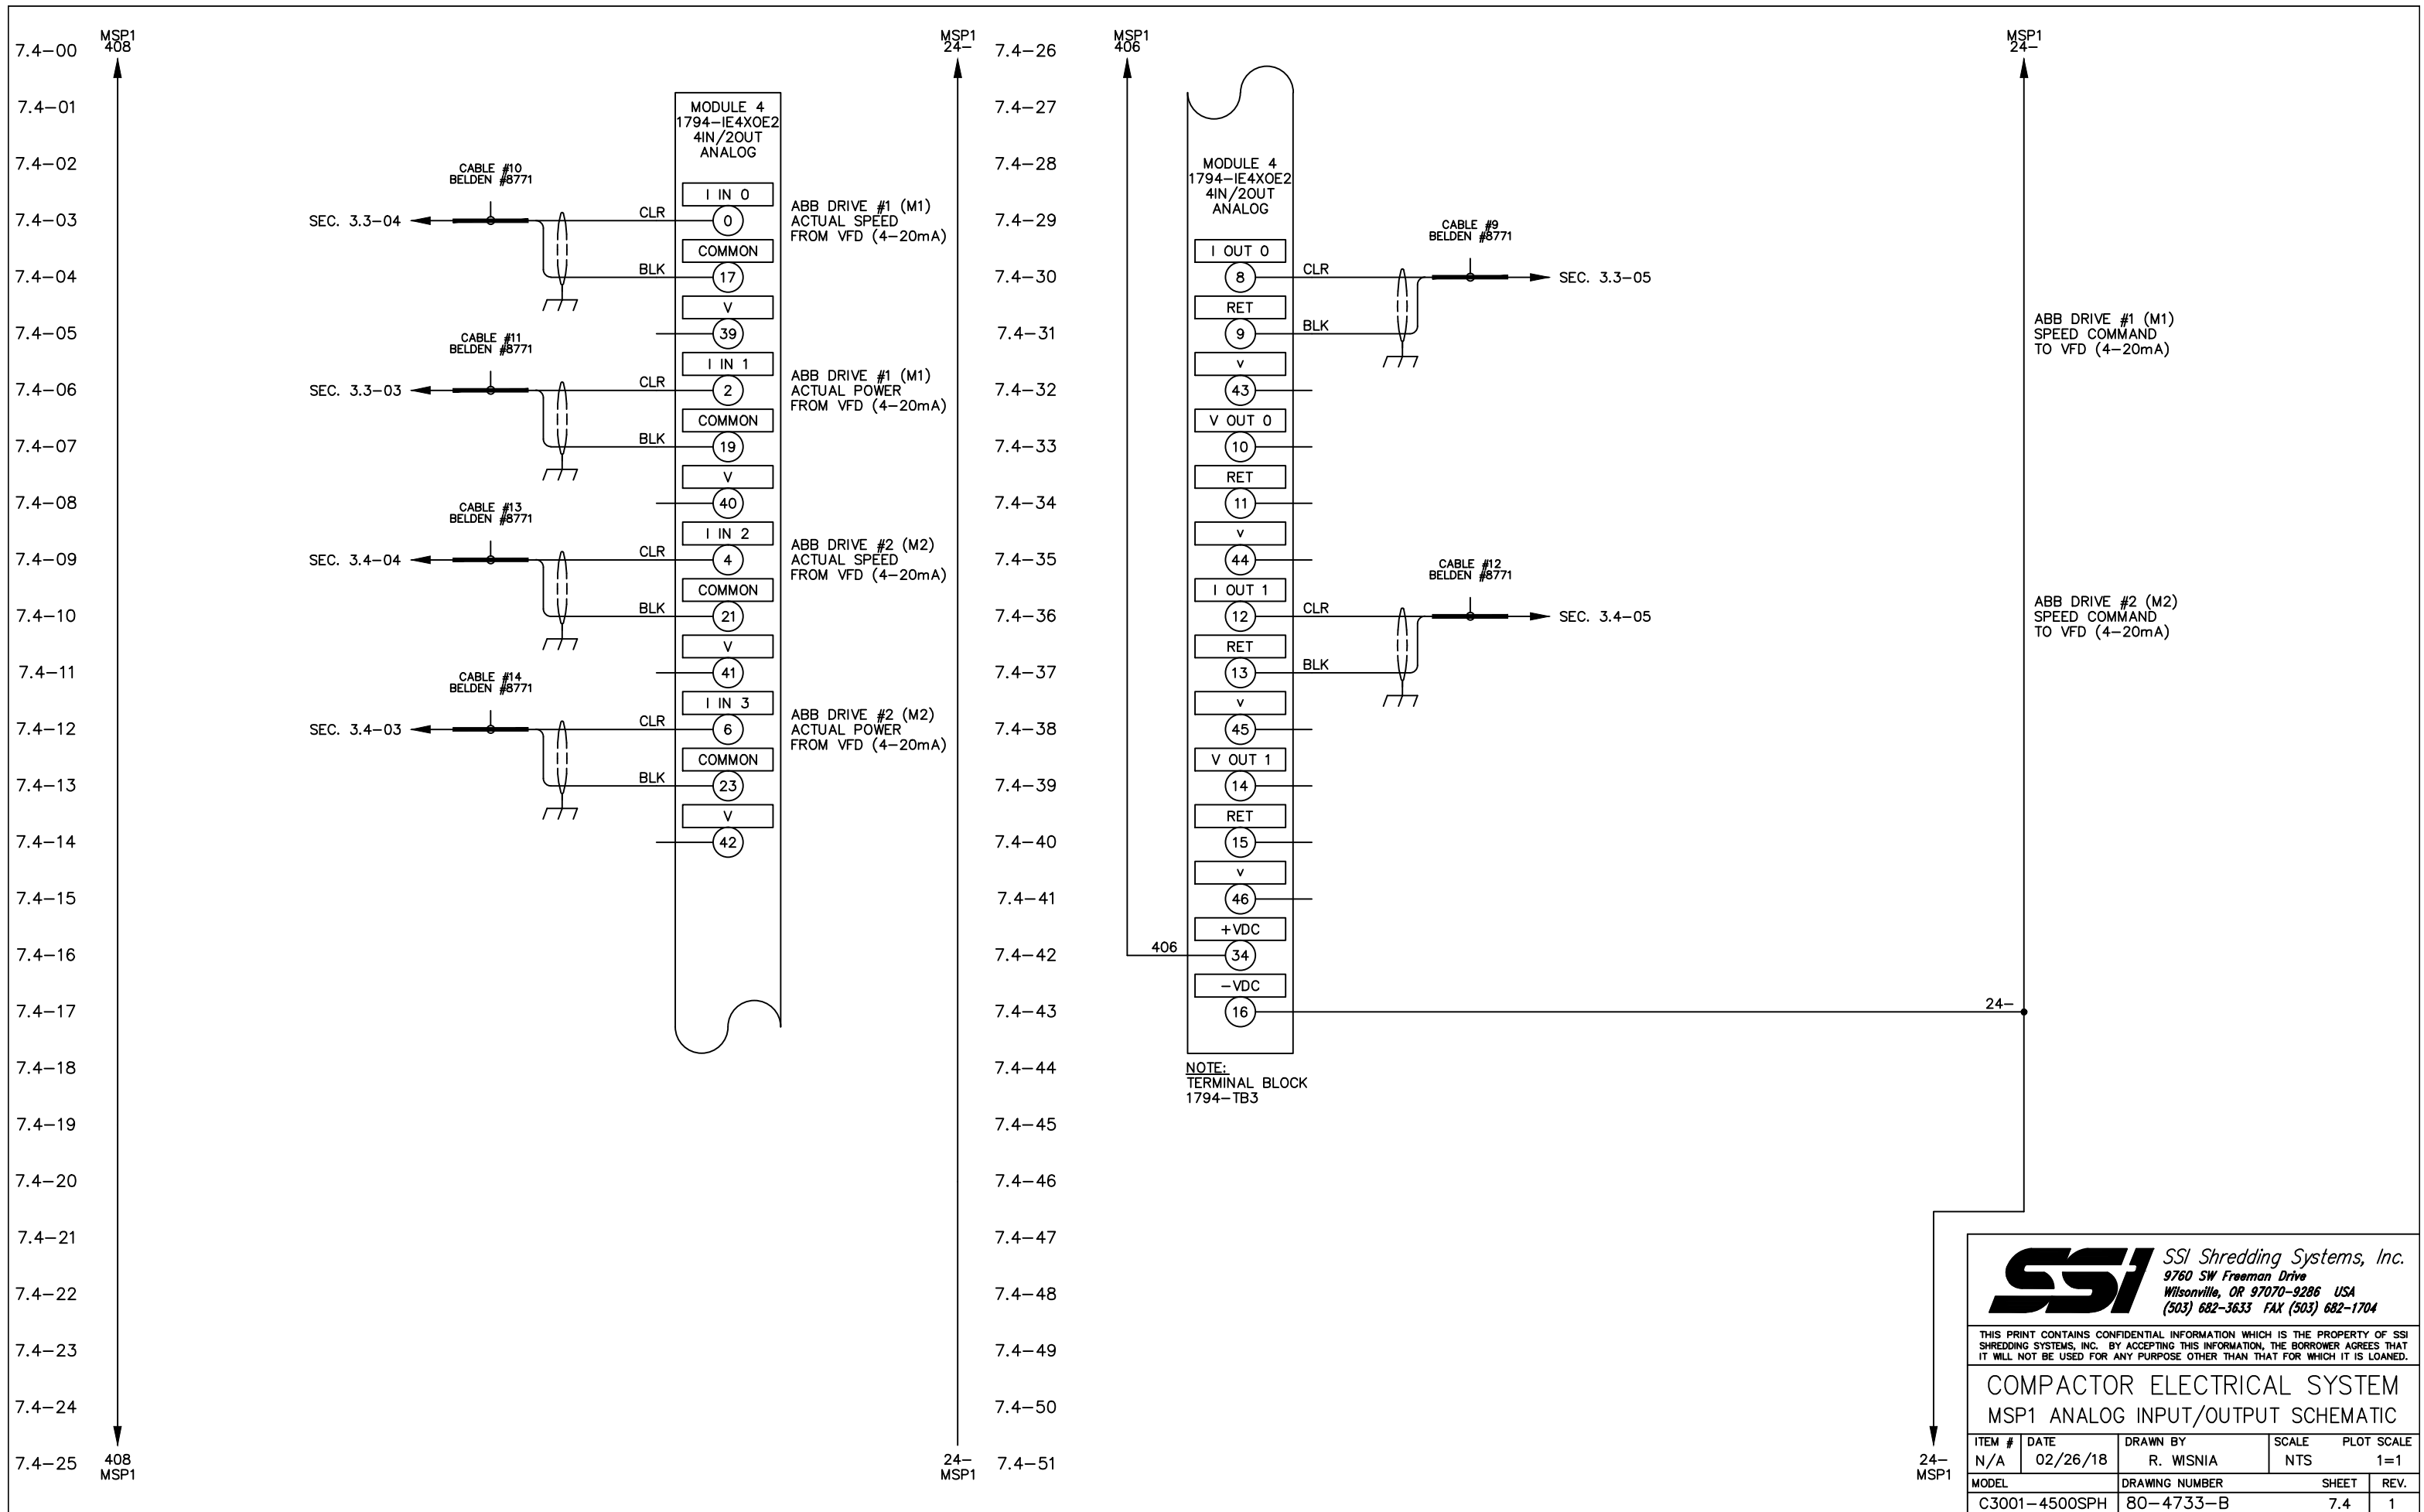 7.4-00
MSP1
408
7.4-01
7.4-02
7.4-03
7.4-04
7.4-05
7.4-06
7.4-07
7.4-08
7.4-09
7.4-10
7.4-11
7.4-12
7.4-13
7.4-14
7.4-15
7.4-16
7.4-17
7.4-18
7.4-19
7.4-20
7.4-21
7.4-22
7.4-23
7.4-24
7.4-25
408
MSP1
MODULE 4
1794-IE4XOE2
4IN/2OUT
ANALOG
CABLE #10
BELDEN #8771
SEC. 3.3-04
CLR
I IN 0
0
ABB DRIVE #1 (M1)
ACTUAL SPEED
FROM VFD (4-20mA)
COMMON
BLK
17
V
39
CABLE #11
BELDEN #8771
SEC. 3.3-03
CLR
I IN 1
2
ABB DRIVE #1 (M1)
ACTUAL POWER
FROM VFD (4-20mA)
COMMON
BLK
19
V
40
CABLE #13
BELDEN #8771
SEC. 3.4-04
CLR
I IN 2
4
ABB DRIVE #2 (M2)
ACTUAL SPEED
FROM VFD (4-20mA)
COMMON
BLK
21
V
41
CABLE #14
BELDEN #8771
SEC. 3.4-03
CLR
I IN 3
6
ABB DRIVE #2 (M2)
ACTUAL POWER
FROM VFD (4-20mA)
COMMON
BLK
23
V
42
MSP1
24-
24-
MSP1
7.4-26
7.4-27
7.4-28
7.4-29
7.4-30
7.4-31
7.4-32
7.4-33
7.4-34
7.4-35
7.4-36
7.4-37
7.4-38
7.4-39
7.4-40
7.4-41
7.4-42
7.4-43
7.4-44
7.4-45
7.4-46
7.4-47
7.4-48
7.4-49
7.4-50
7.4-51
MSP1
406
MODULE 4
1794-IE4XOE2
4IN/2OUT
ANALOG
I OUT 0
8
CLR
CABLE #9
BELDEN #8771
SEC. 3.3-05
RET
9
BLK
ABB DRIVE #1 (M1)
SPEED COMMAND
TO VFD (4-20mA)
v
43
V OUT 0
10
RET
11
v
44
I OUT 1
12
CLR
CABLE #12
BELDEN #8771
SEC. 3.4-05
ABB DRIVE #2 (M2)
SPEED COMMAND
TO VFD (4-20mA)
RET
13
BLK
v
45
V OUT 1
14
RET
15
v
46
+VDC
406
34
-VDC
16
24-
NOTE:
TERMINAL BLOCK
1794-TB3
MSP1
24-
24-
MSP1
SSI
SSI Shredding Systems, Inc.
9760 SW Freeman Drive
Wilsonville, OR 97070-9286 USA
(503) 682-3633 FAX (503) 682-1704
THIS PRINT CONTAINS CONFIDENTIAL INFORMATION WHICH IS THE PROPERTY OF SSI
SHREDDING SYSTEMS, INC. BY ACCEPTING THIS INFORMATION, THE BORROWER AGREES THAT
IT WILL NOT BE USED FOR ANY PURPOSE OTHER THAN THAT FOR WHICH IT IS LOANED.
COMPACTOR ELECTRICAL SYSTEM
MSP1 ANALOG INPUT/OUTPUT SCHEMATIC
ITEM # DATE DRAWN BY SCALE PLOT SCALE
N/A 02/26/18 R. WISNIA NTS 1=1
MODEL DRAWING NUMBER SHEET REV.
C3001-4500SPH 80-4733-B 7.4 1